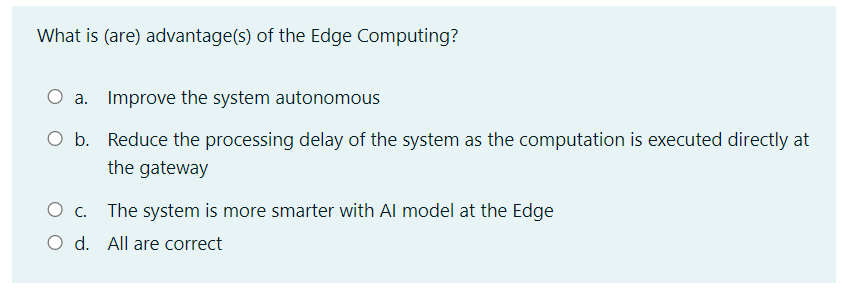 What is (are) advantage(s) of the Edge Computing?
a. Improve the system autonomous
b. Reduce the processing delay of the system as the computation is executed directly at
the gateway
c. The system is more smarter with AI model at the Edge
d. All are correct